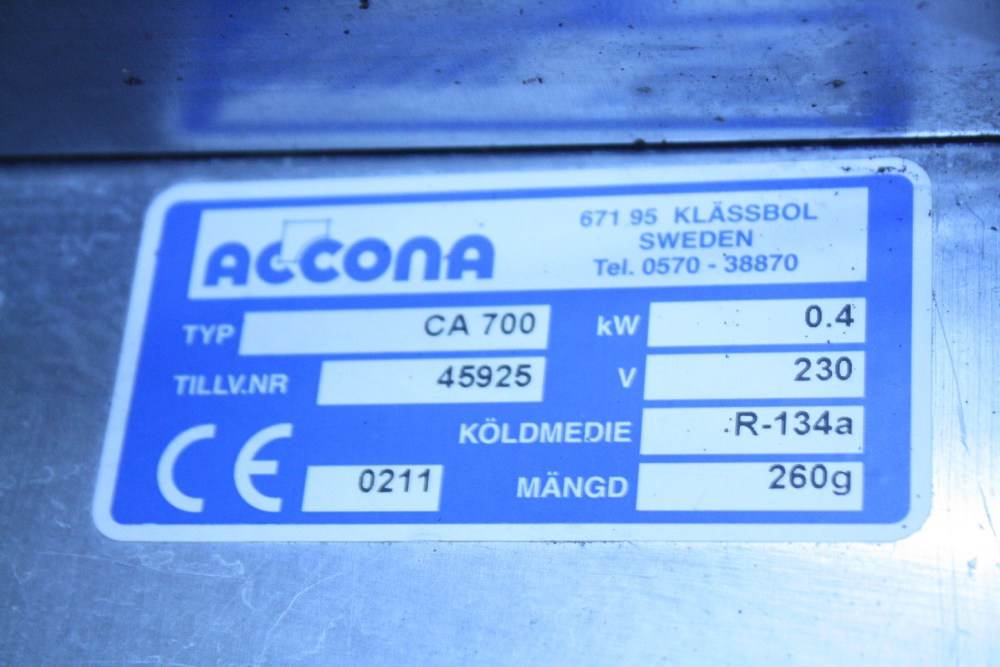 ACCONA
671 95 KLÄSSBOL
SWEDEN
Tel. 0570 - 38870
TYP CA 700 kW 0.4
TILLV.NR 45925 V 230
KÖLDMEDIE R-134a
CE 0211 MÄNGD 260g